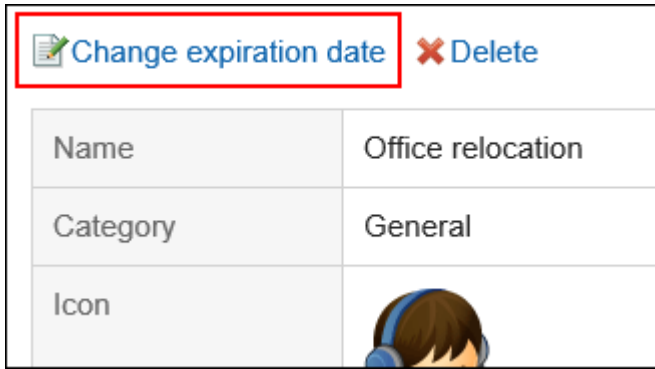 Change expiration date Delete
Name Office relocation
Category General
Icon